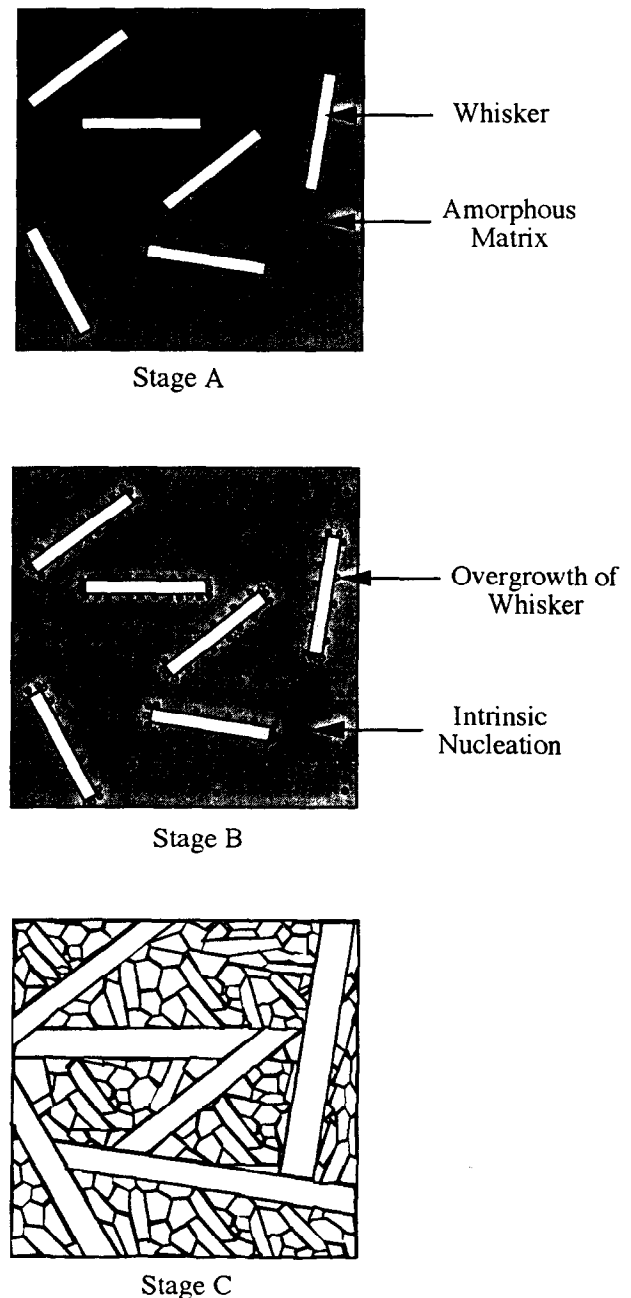 Whisker
Amorphous
Matrix
Stage A
Overgrowth of
Whisker
Intrinsic
Nucleation
Stage B
Stage C